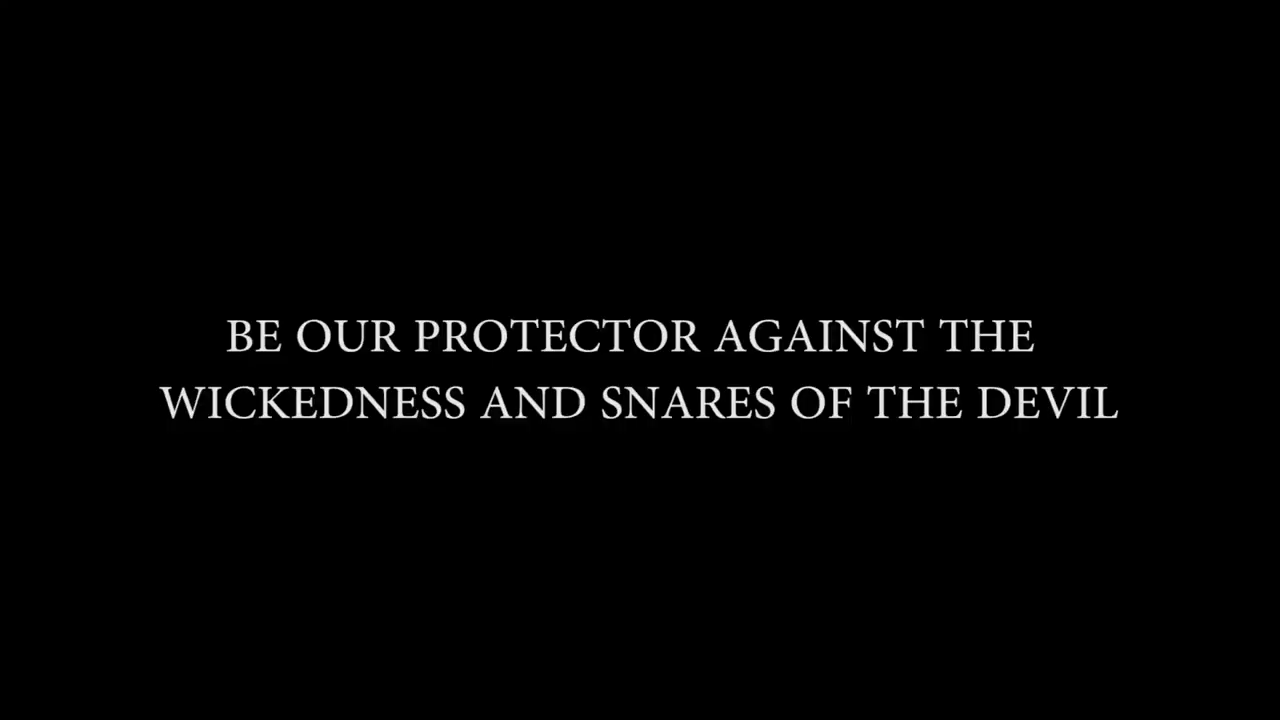 BE OUR PROTECTOR AGAINST THE
WICKEDNESS AND SNARES OF THE DEVIL